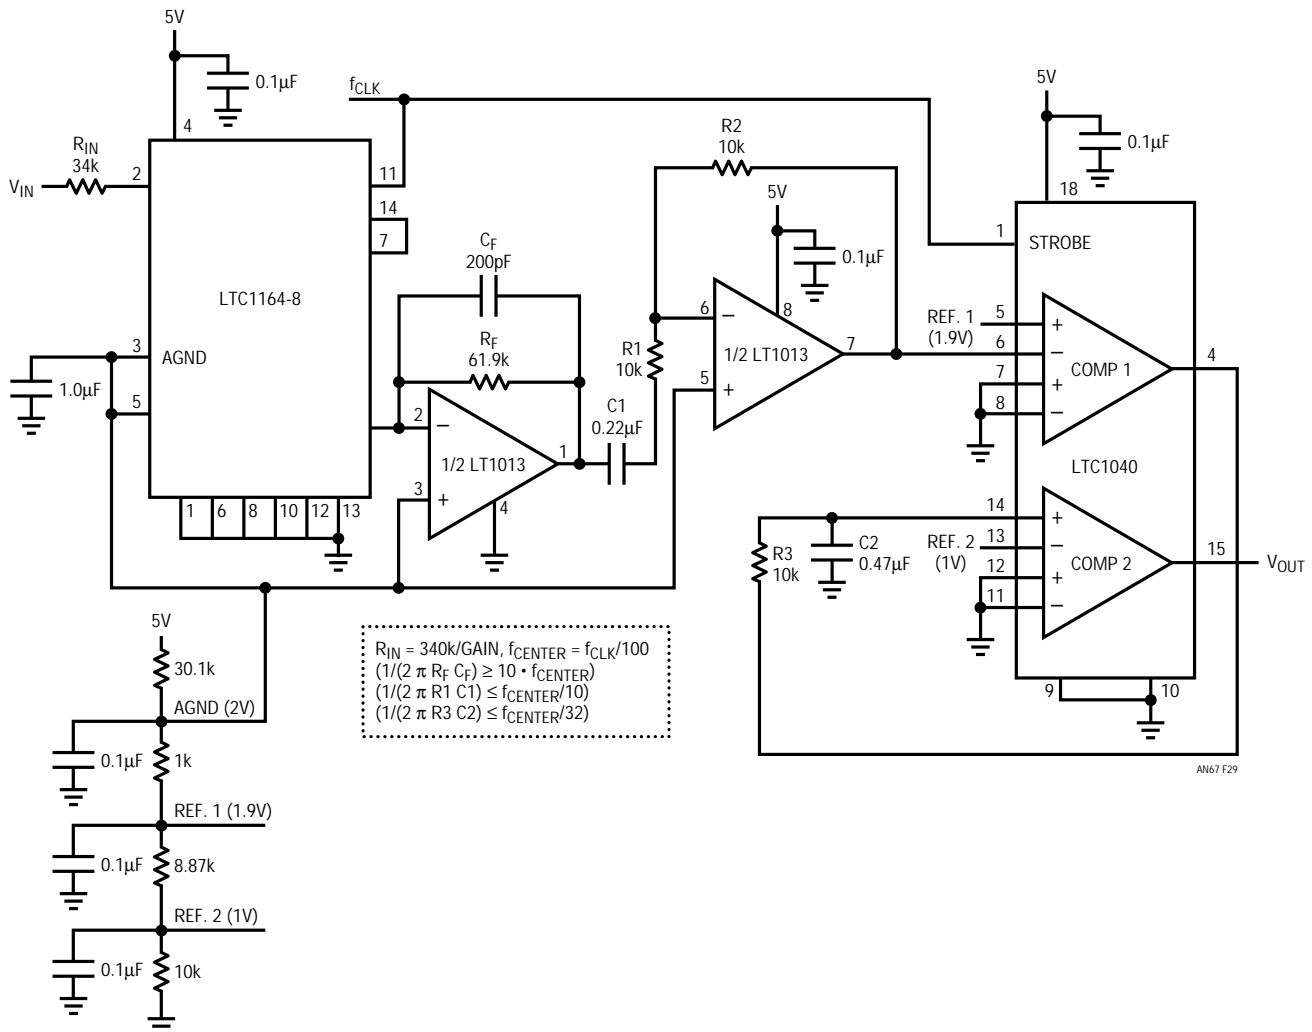 5V
0.1µF
4
R_IN
34k
V_IN
2
LTC1164-8
11
14
7
3
AGND
5
1.0µF
1 6 8 10 12 13
f_CLK
C_F
200pF
R_F
61.9k
2
−
1/2 LT1013
3
+
1
4
C1
0.22µF
R1
10k
R2
10k
5V
0.1µF
8
6
−
1/2 LT1013
5
+
7
5V
0.1µF
18
1
STROBE
REF. 1
(1.9V)
5
+
6
−
7
+
8
−
COMP 1
4
LTC1040
14
+
REF. 2
(1V)
13
−
12
+
11
−
COMP 2
15
V_OUT
R3
10k
C2
0.47µF
9
10
5V
30.1k
AGND (2V)
0.1µF
1k
REF. 1 (1.9V)
0.1µF
8.87k
REF. 2 (1V)
0.1µF
10k
R_IN = 340k/GAIN, f_CENTER = f_CLK/100
(1/(2 π R_F C_F) ≥ 10 • f_CENTER)
(1/(2 π R1 C1) ≤ f_CENTER/10)
(1/(2 π R3 C2) ≤ f_CENTER/32)
AN67 F29